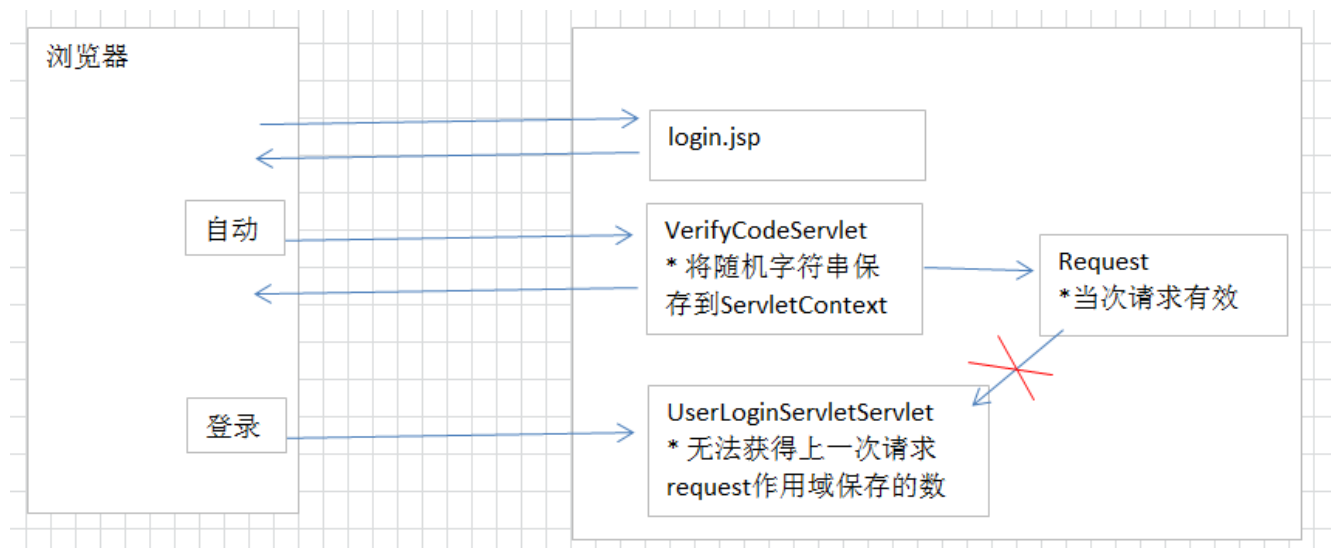 浏览器
login.jsp
自动
VerifyCodeServlet
* 将随机字符串保
存到ServletContext
Request
*当次请求有效
登录
UserLoginServletServlet
* 无法获得上一次请求
request作用域保存的数